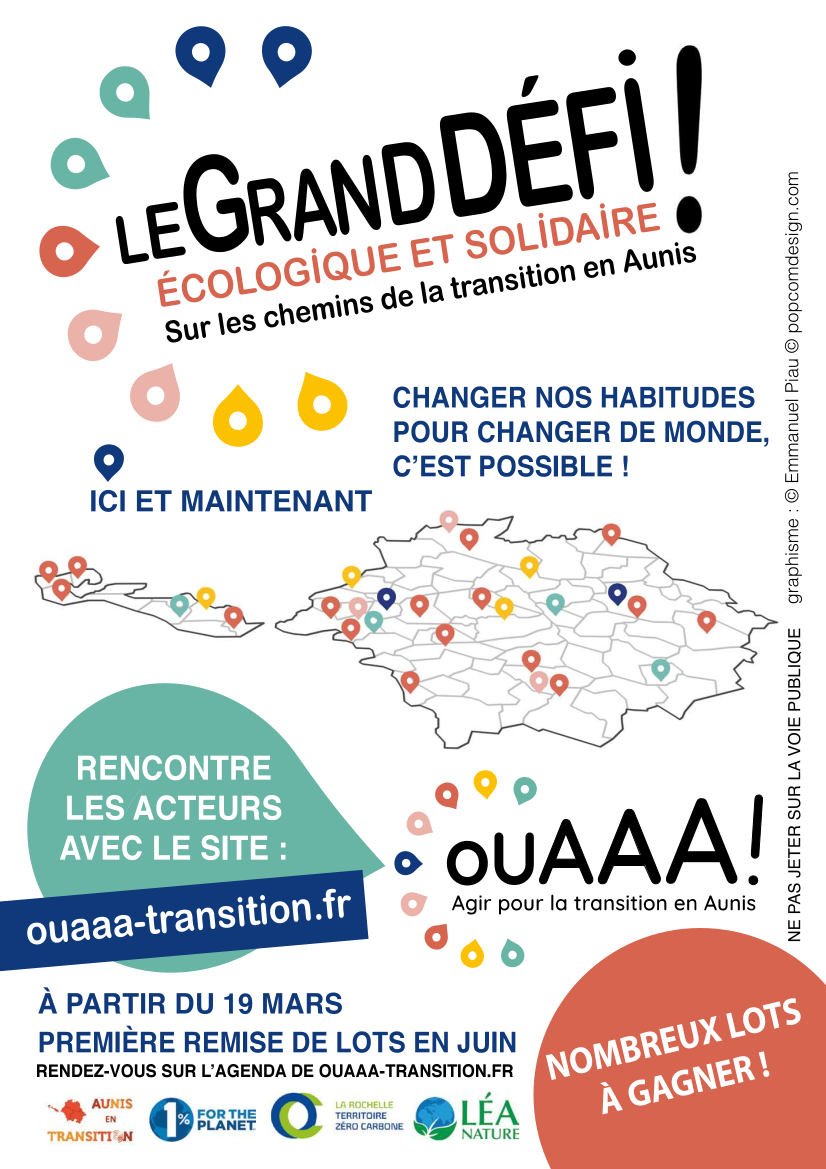 LE GRAND DÉFI !
ÉCOLOGIQUE ET SOLIDAIRE
Sur les chemins de la transition en Aunis
CHANGER NOS HABITUDES
POUR CHANGER DE MONDE,
C'EST POSSIBLE !
ICI ET MAINTENANT
RENCONTRE
LES ACTEURS
AVEC LE SITE :
ouaaa-transition.fr
OUAAA!
Agir pour la transition en Aunis
À PARTIR DU 19 MARS
PREMIÈRE REMISE DE LOTS EN JUIN
RENDEZ-VOUS SUR L'AGENDA DE OUAAA-TRANSITION.FR
NOMBREUX LOTS
À GAGNER !
AUNIS
EN
TRANSITION
1%
FOR THE
PLANET
LA ROCHELLE
TERRITOIRE
ZÉRO CARBONE
LÉA
NATURE
NE PAS JETER SUR LA VOIE PUBLIQUE graphisme : © Emmanuel Piau © popcomdesign.com